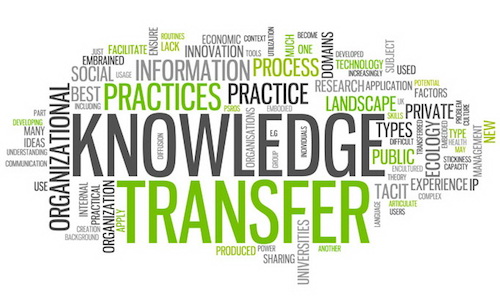 ROUTINES
LACK
ENSURE
ECONOMIC
CONTEXT
UTILIZATION
MUCH
BECOME
ONE
DOMAINS
DEVELOPED
SUBJECT
JUST
FACILITATE
INNOVATION
TOOLS
TECHNOLOGY
INCREASINGLY
USED
EMBRAINED
SOCIAL
USAGE
INFORMATION
PROCESS
RESEARCH
APPLICATION
POTENTIAL
FACTORS
INCLUDING
BEST
PRACTICES
PRACTICE
LANDSCAPE
UK
SKILLS
PRIVATE
PROBLEM
CULTURE
NEW
PART
DEVELOPING
MANY
IDEAS
UNDERSTANDING
COMMUNICATION
ORGANIZATIONAL
KNOWLEDGE
DIFFUSION
PSROS
ORGANISATIONS
EMBODIED
E.G
GROUP
INDIVIDUALS
TYPES
DIFFICULT
TRANSFERRED
ECOLOGY
EMBEDDED
TYPE
HEALTH
MAY
MANAGEMENT
PUBLIC
STICKINESS
CAPACITY
ENCULTURED
THEORY
TACIT
EXPERIENCE
IP
COMPLEX
LANGUAGE
ARTICULATE
USERS
USE
INTERNAL
PRACTICAL
ORGANIZATION
APPLY
CREATION
BACKGROUND
TRANSFER
PRODUCED
POWER
SHARING
UNIVERSITIES
ANOTHER